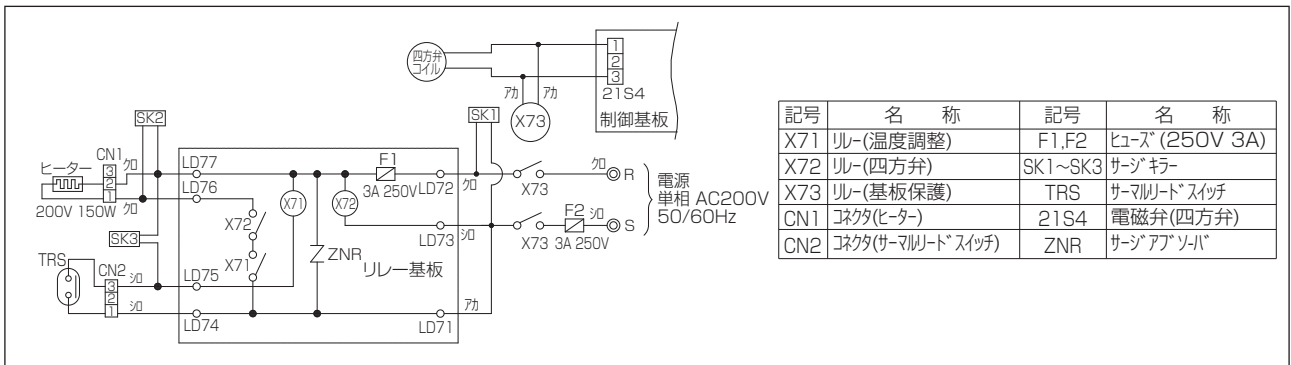 四方弁
コイル
1
2
3
21S4
制御基板
アカ アカ
X73
SK1
SK2
ヒーター
CN1
クロ
3
2
1
200V 150W クロ
LD77
LD76
F1
3A 250V
LD72 クロ
X73
クロ
R
電源
単相 AC200V
50/60Hz
X71
X72
X72
LD73 シロ
X73
F2 シロ
3A 250V
S
SK3
X71
ZNR
リレー基板
TRS
CN2 シロ
3
2
1
シロ
LD75
LD74
アカ
LD71
記号 名 称 記号 名 称
X71 リレー(温度調整) F1,F2 ヒューズ(250V 3A)
X72 リレー(四方弁) SK1~SK3 サージキラー
X73 リレー(基板保護) TRS サーマルリードスイッチ
CN1 コネクタ(ヒーター) 21S4 電磁弁(四方弁)
CN2 コネクタ(サーマルリードスイッチ) ZNR サージアブソーバ